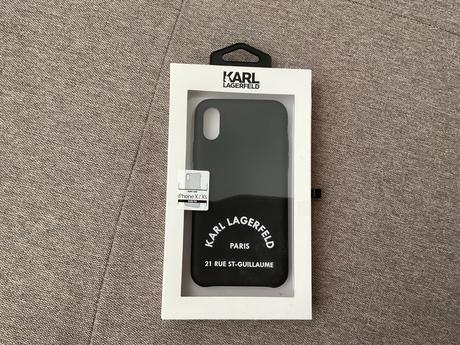 KARL
LAGERFELD
iPhone X/XS
KARL LAGERFELD
PARIS
21 RUE ST-GUILLAUME